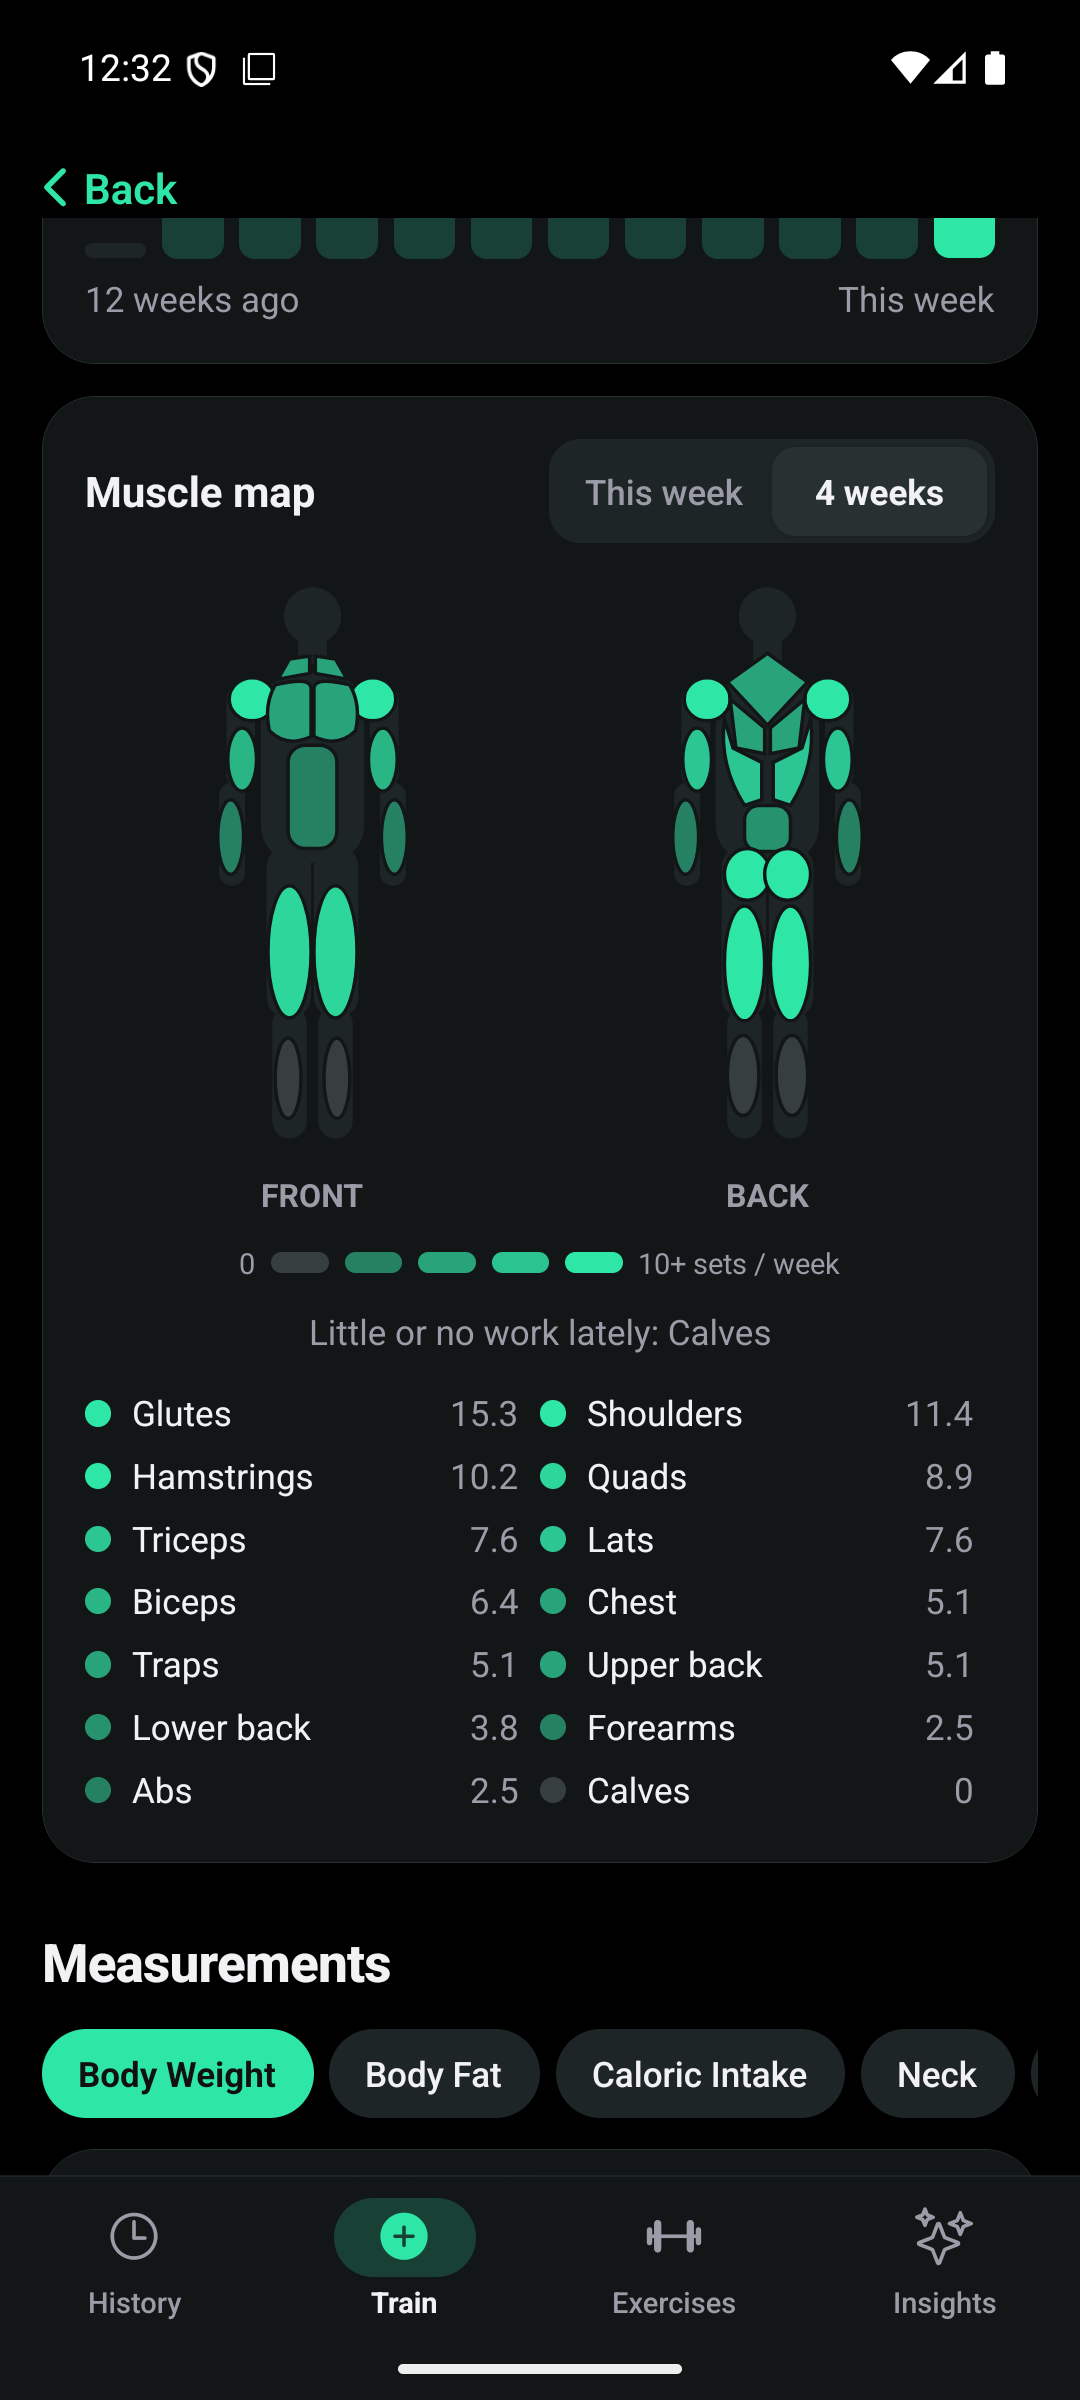 12:32
Back
12 weeks ago
This week
Muscle map
This week
4 weeks
FRONT
BACK
0
10+ sets / week
Little or no work lately: Calves
Glutes 15.3
Shoulders 11.4
Hamstrings 10.2
Quads 8.9
Triceps 7.6
Lats 7.6
Biceps 6.4
Chest 5.1
Traps 5.1
Upper back 5.1
Lower back 3.8
Forearms 2.5
Abs 2.5
Calves 0
Measurements
Body Weight
Body Fat
Caloric Intake
Neck
History
Train
Exercises
Insights